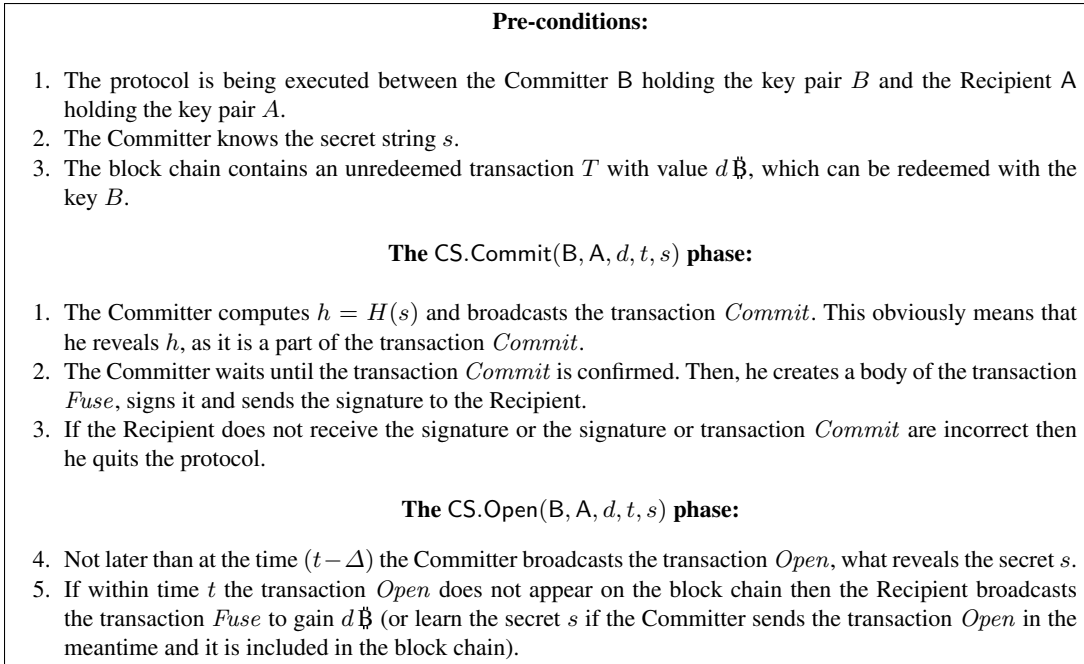 Pre-conditions:
1. The protocol is being executed between the Committer B holding the key pair B and the Recipient A
holding the key pair A.
2. The Committer knows the secret string s.
3. The block chain contains an unredeemed transaction T with value d ₿, which can be redeemed with the
key B.
The CS.Commit(B, A, d, t, s) phase:
1. The Committer computes h = H(s) and broadcasts the transaction Commit. This obviously means that
he reveals h, as it is a part of the transaction Commit.
2. The Committer waits until the transaction Commit is confirmed. Then, he creates a body of the transaction
Fuse, signs it and sends the signature to the Recipient.
3. If the Recipient does not receive the signature or the signature or transaction Commit are incorrect then
he quits the protocol.
The CS.Open(B, A, d, t, s) phase:
4. Not later than at the time (t−Δ) the Committer broadcasts the transaction Open, what reveals the secret s.
5. If within time t the transaction Open does not appear on the block chain then the Recipient broadcasts
the transaction Fuse to gain d ₿ (or learn the secret s if the Committer sends the transaction Open in the
meantime and it is included in the block chain).